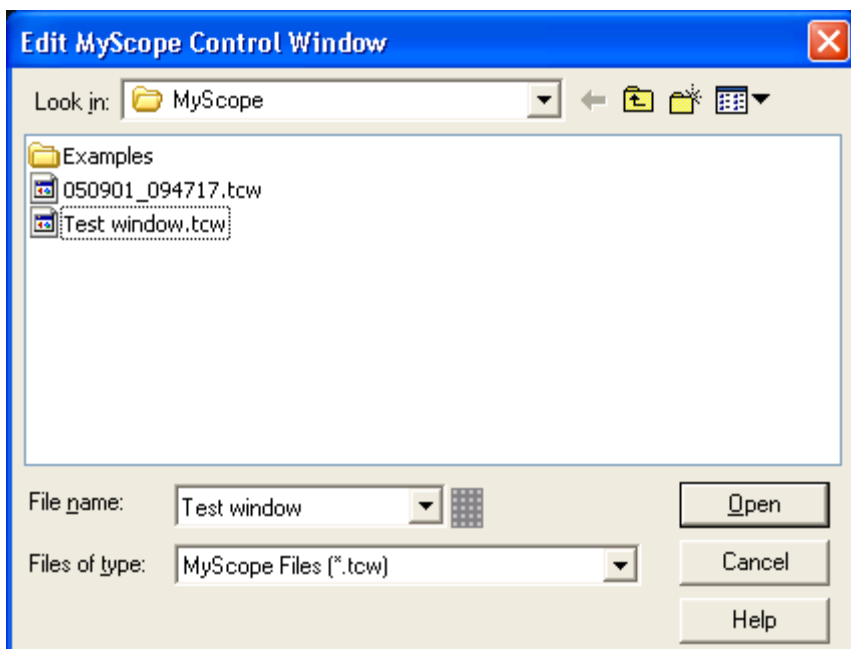 Edit MyScope Control Window
Look in: MyScope
Examples
050901_094717.tcw
Test window.tcw
File name: Test window Open
Files of type: MyScope Files (*.tcw) Cancel
Help